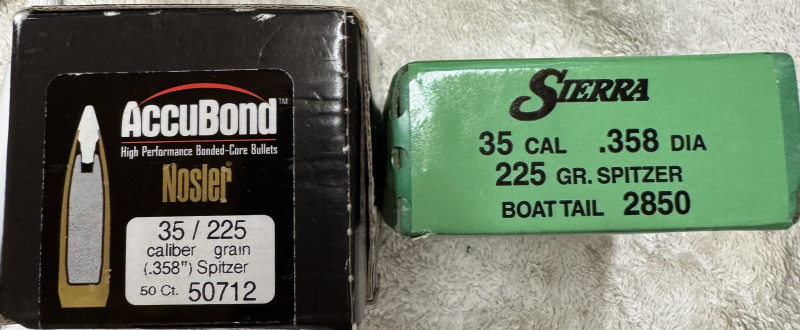 AccuBond™
High Performance Bonded-Core Bullets
Nosler®
35 / 225
caliber grain
(.358") Spitzer
50 Ct. 50712
SIERRA
35 CAL .358 DIA
225 GR. SPITZER
BOAT TAIL 2850